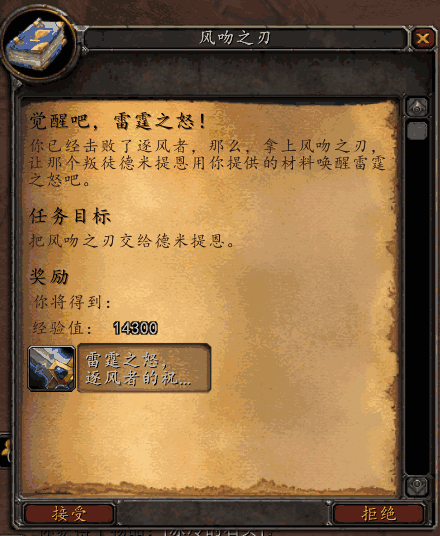 风吻之刃
觉醒吧，雷霆之怒！
你已经击败了逐风者，那么，拿上风吻之刃，
让那个叛徒德米提恩用你提供的材料唤醒雷霆
之怒吧。
任务目标
把风吻之刃交给德米提恩。
奖励
你将得到：
经验值： 14300
雷霆之怒，
逐风者的祝...
接受
拒绝